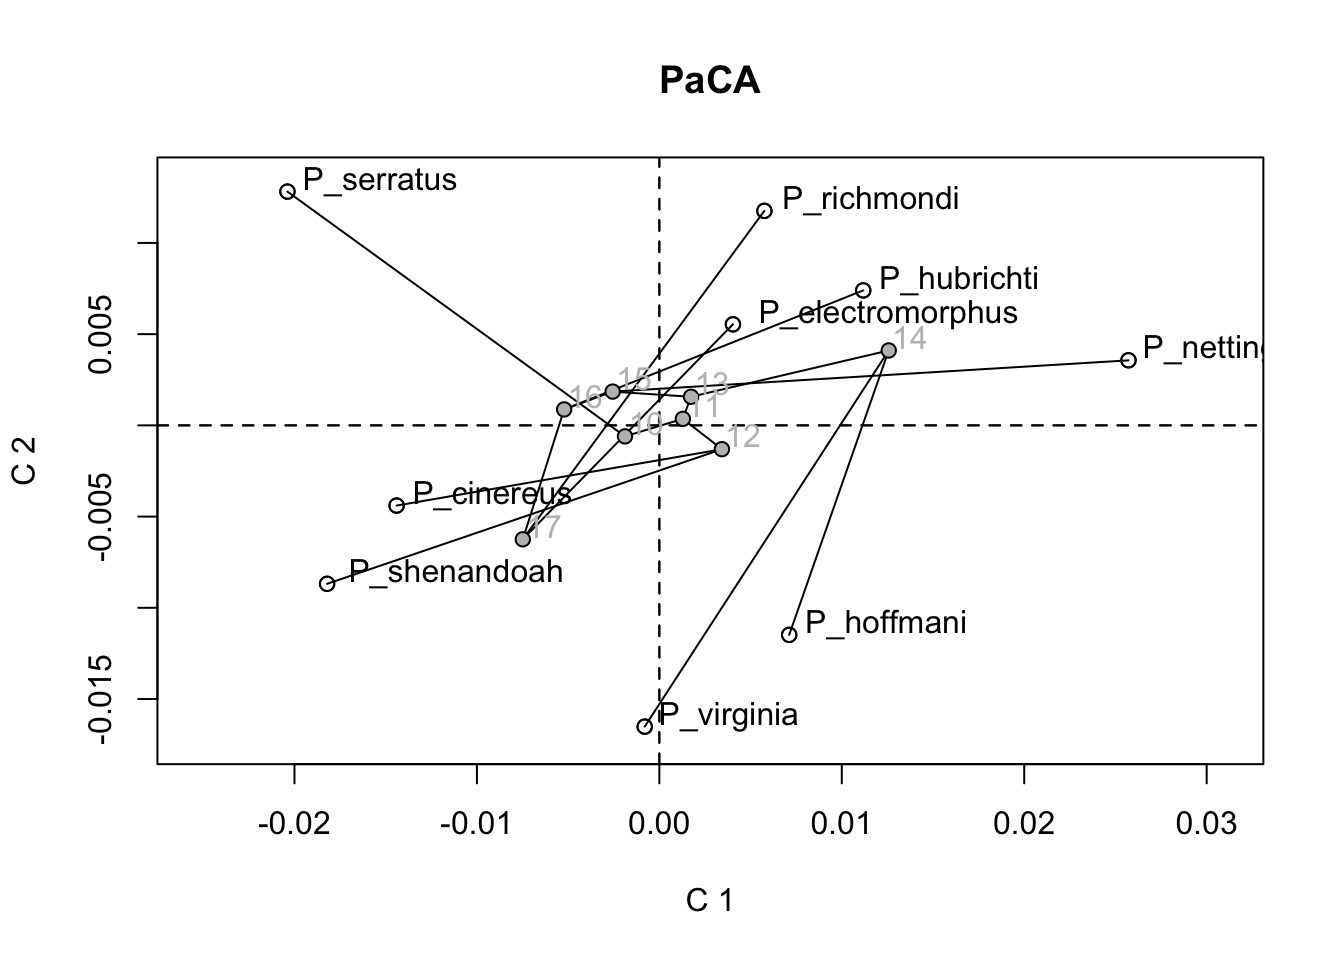 PaCA
P_serratus
P_richmondi
P_hubrichti
P_electromorphus
14
P_netting
15
13
16
11
10
12
P_cinereus
17
P_shenandoah
P_hoffmani
P_virginia
0.005
-0.005
-0.015
C 2
-0.02 -0.01 0.00 0.01 0.02 0.03
C 1